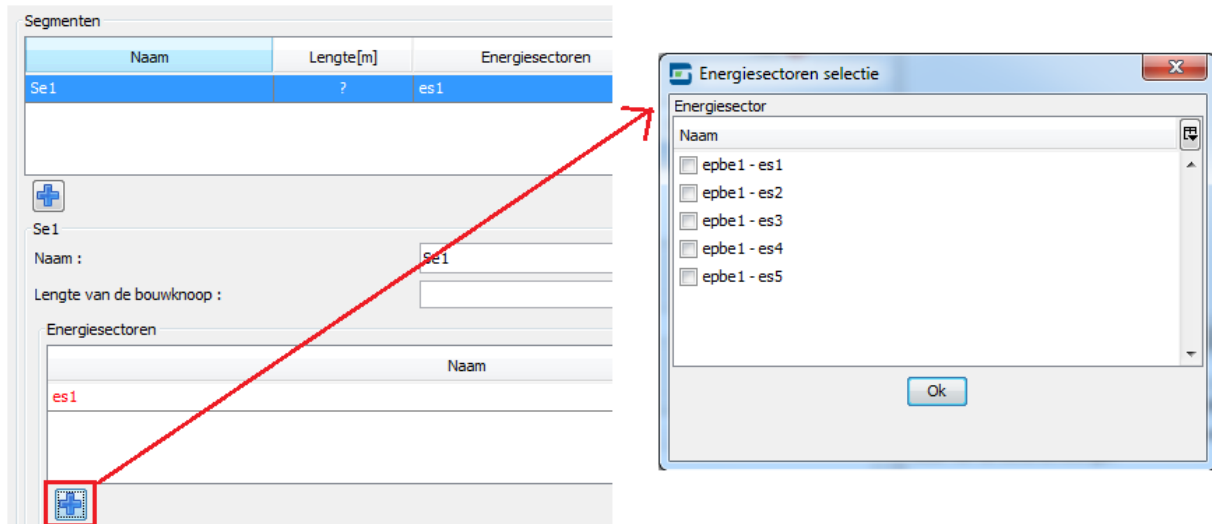 Segmenten
Naam Lengte[m] Energiesectoren
Se1 ? es1
Se1
Naam : Se1
Lengte van de bouwknoop :
Energiesectoren
Naam
es1
Energiesectoren selectie
Energiesector
Naam
epbe1 - es1
epbe1 - es2
epbe1 - es3
epbe1 - es4
epbe1 - es5
Ok